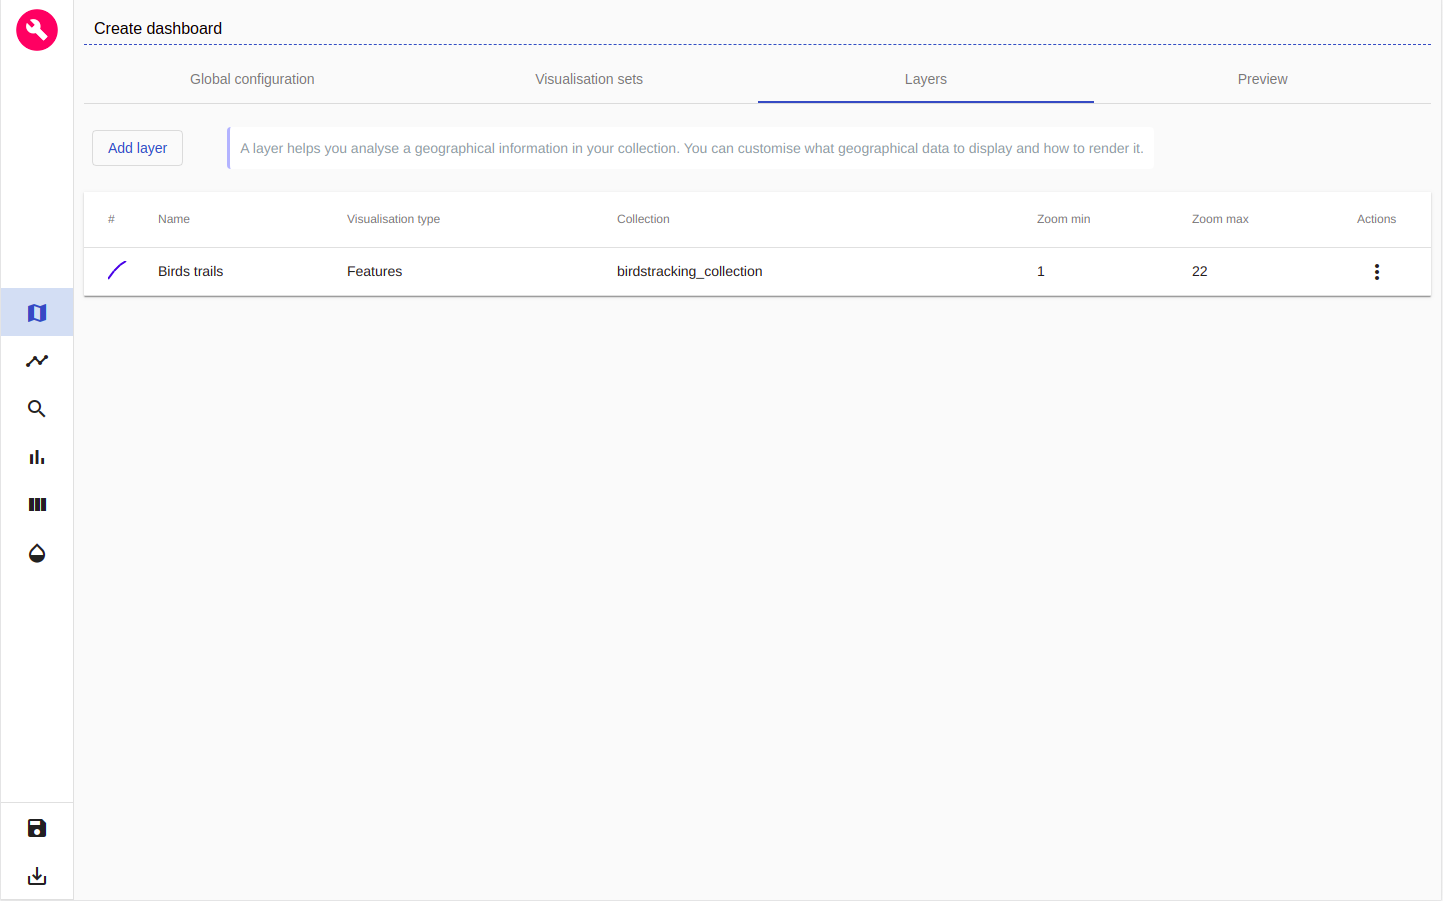 Create dashboard
Global configuration Visualisation sets Layers Preview
Add layer A layer helps you analyse a geographical information in your collection. You can customise what geographical data to display and how to render it.
# Name Visualisation type Collection Zoom min Zoom max Actions
Birds trails Features birdstracking_collection 1 22